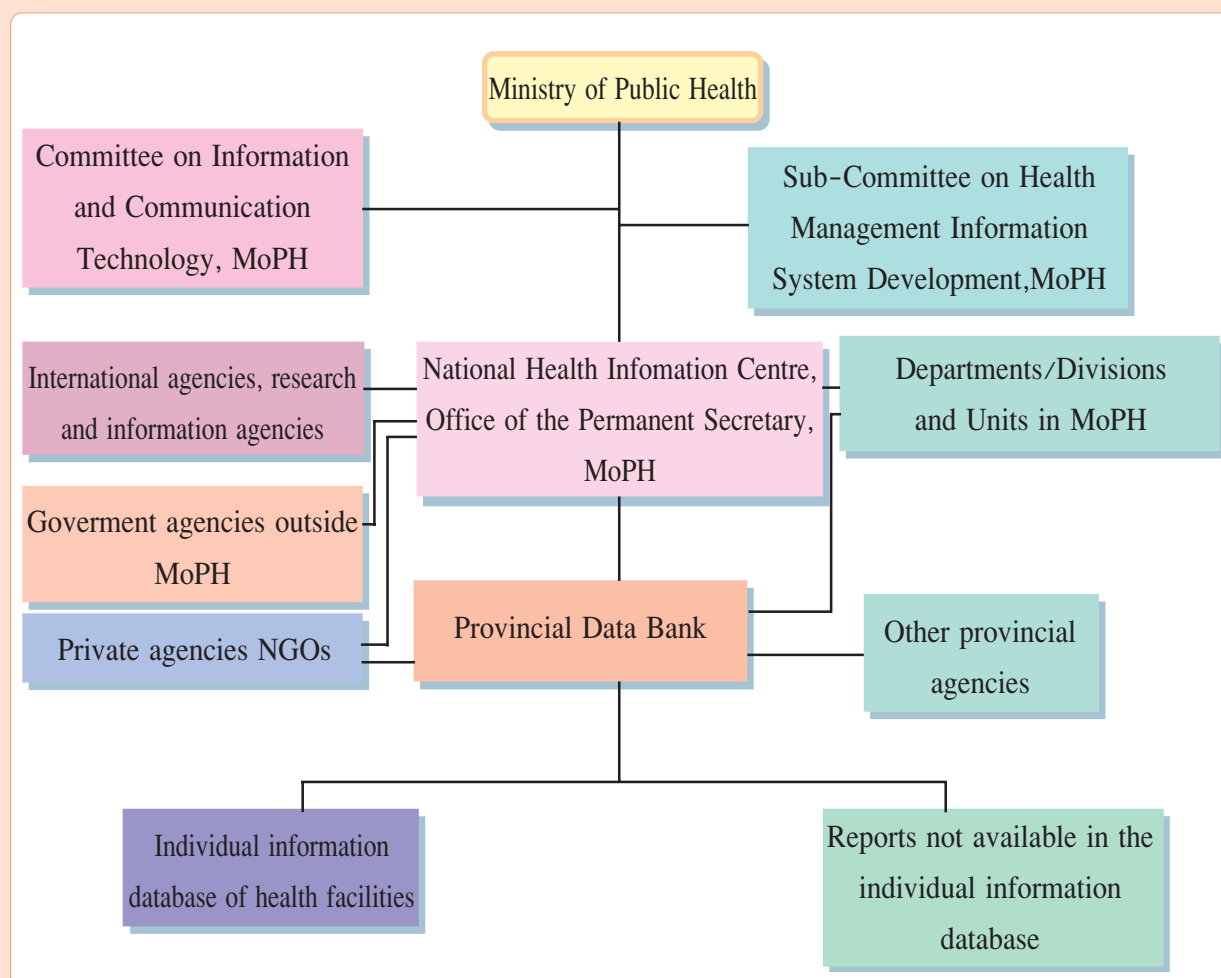 Ministry of Public Health
Committee on Information
and Communication
Technology, MoPH
Sub-Committee on Health
Management Information
System Development,MoPH
International agencies, research
and information agencies
National Health Infomation Centre,
Office of the Permanent Secretary,
MoPH
Departments/Divisions
and Units in MoPH
Goverment agencies outside
MoPH
Private agencies NGOs
Provincial Data Bank
Other provincial
agencies
Individual information
database of health facilities
Reports not available in the
individual information
database